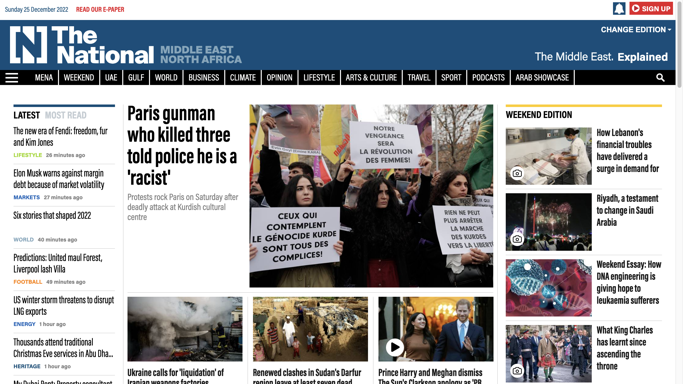 Sunday 25 December 2022
READ OUR E-PAPER
SIGN UP
CHANGE EDITION
N
The
National
MIDDLE EAST
NORTH AFRICA
The Middle East. Explained
MENA
WEEKEND
UAE
GULF
WORLD
BUSINESS
CLIMATE
OPINION
LIFESTYLE
ARTS & CULTURE
TRAVEL
SPORT
PODCASTS
ARAB SHOWCASE
LATEST
MOST READ
The new era of Fendi: freedom, fur
and Kim Jones
LIFESTYLE 26 minutes ago
Elon Musk warns against margin
debt because of market volatility
MARKETS 27 minutes ago
Six stories that shaped 2022
WORLD 40 minutes ago
Predictions: United maul Forest,
Liverpool lash Villa
FOOTBALL 49 minutes ago
US winter storm threatens to disrupt
LNG exports
ENERGY 1 hour ago
Thousands attend traditional
Christmas Eve services in Abu Dha...
HERITAGE 1 hour ago
My Dubai Rent: Property consultant
Paris gunman
who killed three
told police he is a
'racist'
Protests rock Paris on Saturday after
deadly attack at Kurdish cultural
centre
NOTRE
VENGEANCE
SERA
LA RÉVOLUTION
DES FEMMES!
CEUX QUI
CONTEMPLENT
LE GÉNOCIDE KURDE
SONT TOUS DES
COMPLICES!
RIEN NE PEUT
PLUS ARRÊTER
LA MARCHE
DES KURDES
VERS LA LIBERT
Ukraine calls for 'liquidation' of
Iranian weapons factories
Renewed clashes in Sudan's Darfur
region leave at least seven dead
Prince Harry and Meghan dismiss
The Sun's Clarkson apology as 'PR
WEEKEND EDITION
How Lebanon's
financial troubles
have delivered a
surge in demand for
Riyadh, a testament
to change in Saudi
Arabia
Weekend Essay: How
DNA engineering is
giving hope to
leukaemia sufferers
What King Charles
has learnt since
ascending the
throne